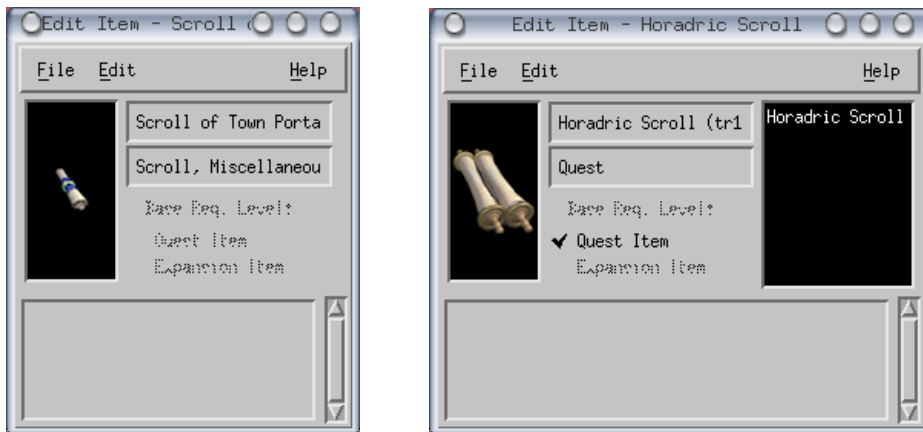 Edit Item - Scroll
File Edit Help
Scroll of Town Porta
Scroll, Miscellaneou
Base Req. Level:
Quest Item
Expansion Item
Edit Item - Horadric Scroll
File Edit Help
Horadric Scroll (tr1
Quest
Base Req. Level:
Quest Item
Expansion Item
Horadric Scroll